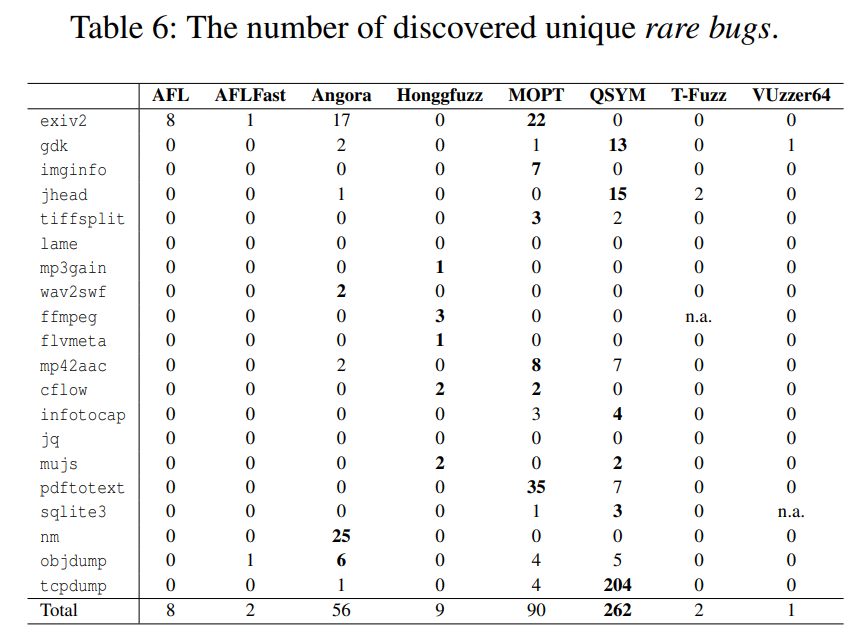 Table 6: The number of discovered unique rare bugs.
AFL AFLFast Angora Honggfuzz MOPT QSYM T-Fuzz VUzzer64
exiv2 8 1 17 0 22 0 0 0
gdk 0 0 2 0 1 13 0 1
imginfo 0 0 0 0 7 0 0 0
jhead 0 0 1 0 0 15 2 0
tiffsplit 0 0 0 0 3 2 0 0
lame 0 0 0 0 0 0 0 0
mp3gain 0 0 0 1 0 0 0 0
wav2swf 0 0 2 0 0 0 0 0
ffmpeg 0 0 0 3 0 0 n.a. 0
flvmeta 0 0 0 1 0 0 0 0
mp42aac 0 0 2 0 8 7 0 0
cflow 0 0 0 2 2 0 0 0
infotocap 0 0 0 0 3 4 0 0
jq 0 0 0 0 0 0 0 0
mujs 0 0 0 2 0 2 0 0
pdftotext 0 0 0 0 35 7 0 0
sqlite3 0 0 0 0 1 3 0 n.a.
nm 0 0 25 0 0 0 0 0
objdump 0 1 6 0 4 5 0 0
tcpdump 0 0 1 0 4 204 0 0
Total 8 2 56 9 90 262 2 1